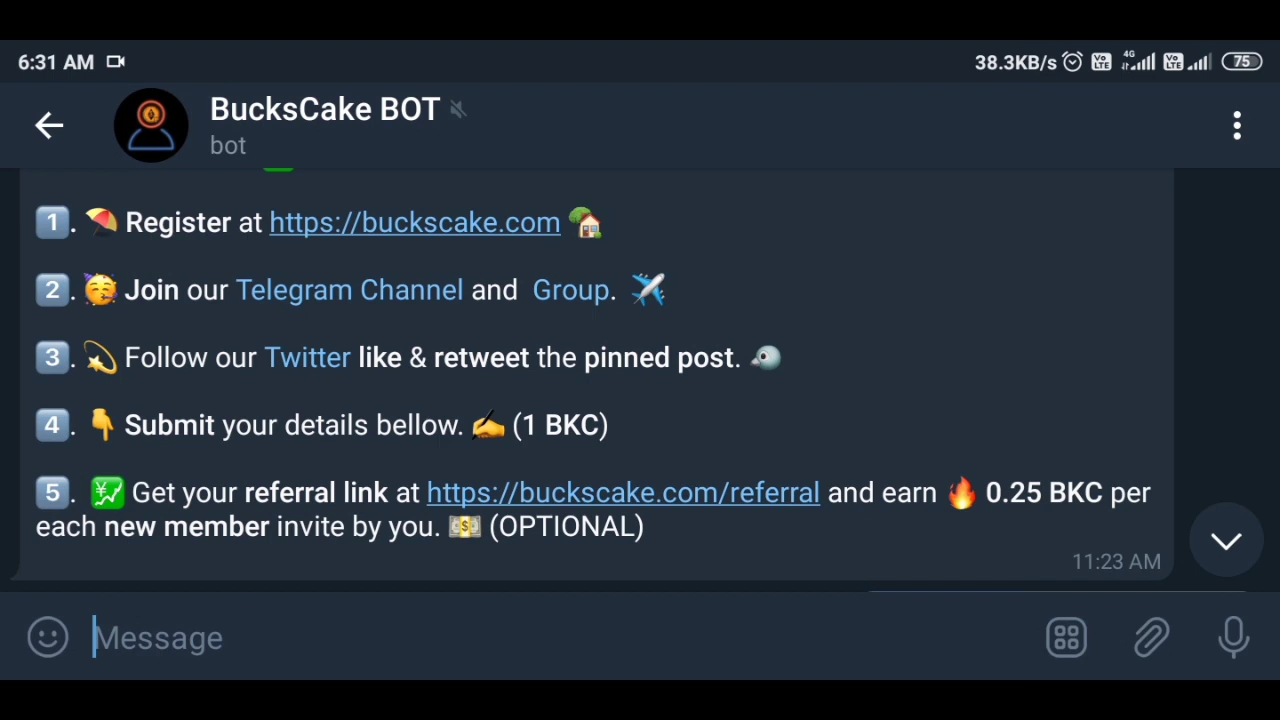 6:31 AM 38.3KB/s 4G 75
BucksCake BOT
bot
1. Register at https://buckscake.com
2. Join our Telegram Channel and Group.
3. Follow our Twitter like & retweet the pinned post.
4. Submit your details bellow. (1 BKC)
5. Get your referral link at https://buckscake.com/referral and earn 0.25 BKC per
each new member invite by you. (OPTIONAL)
11:23 AM
Message